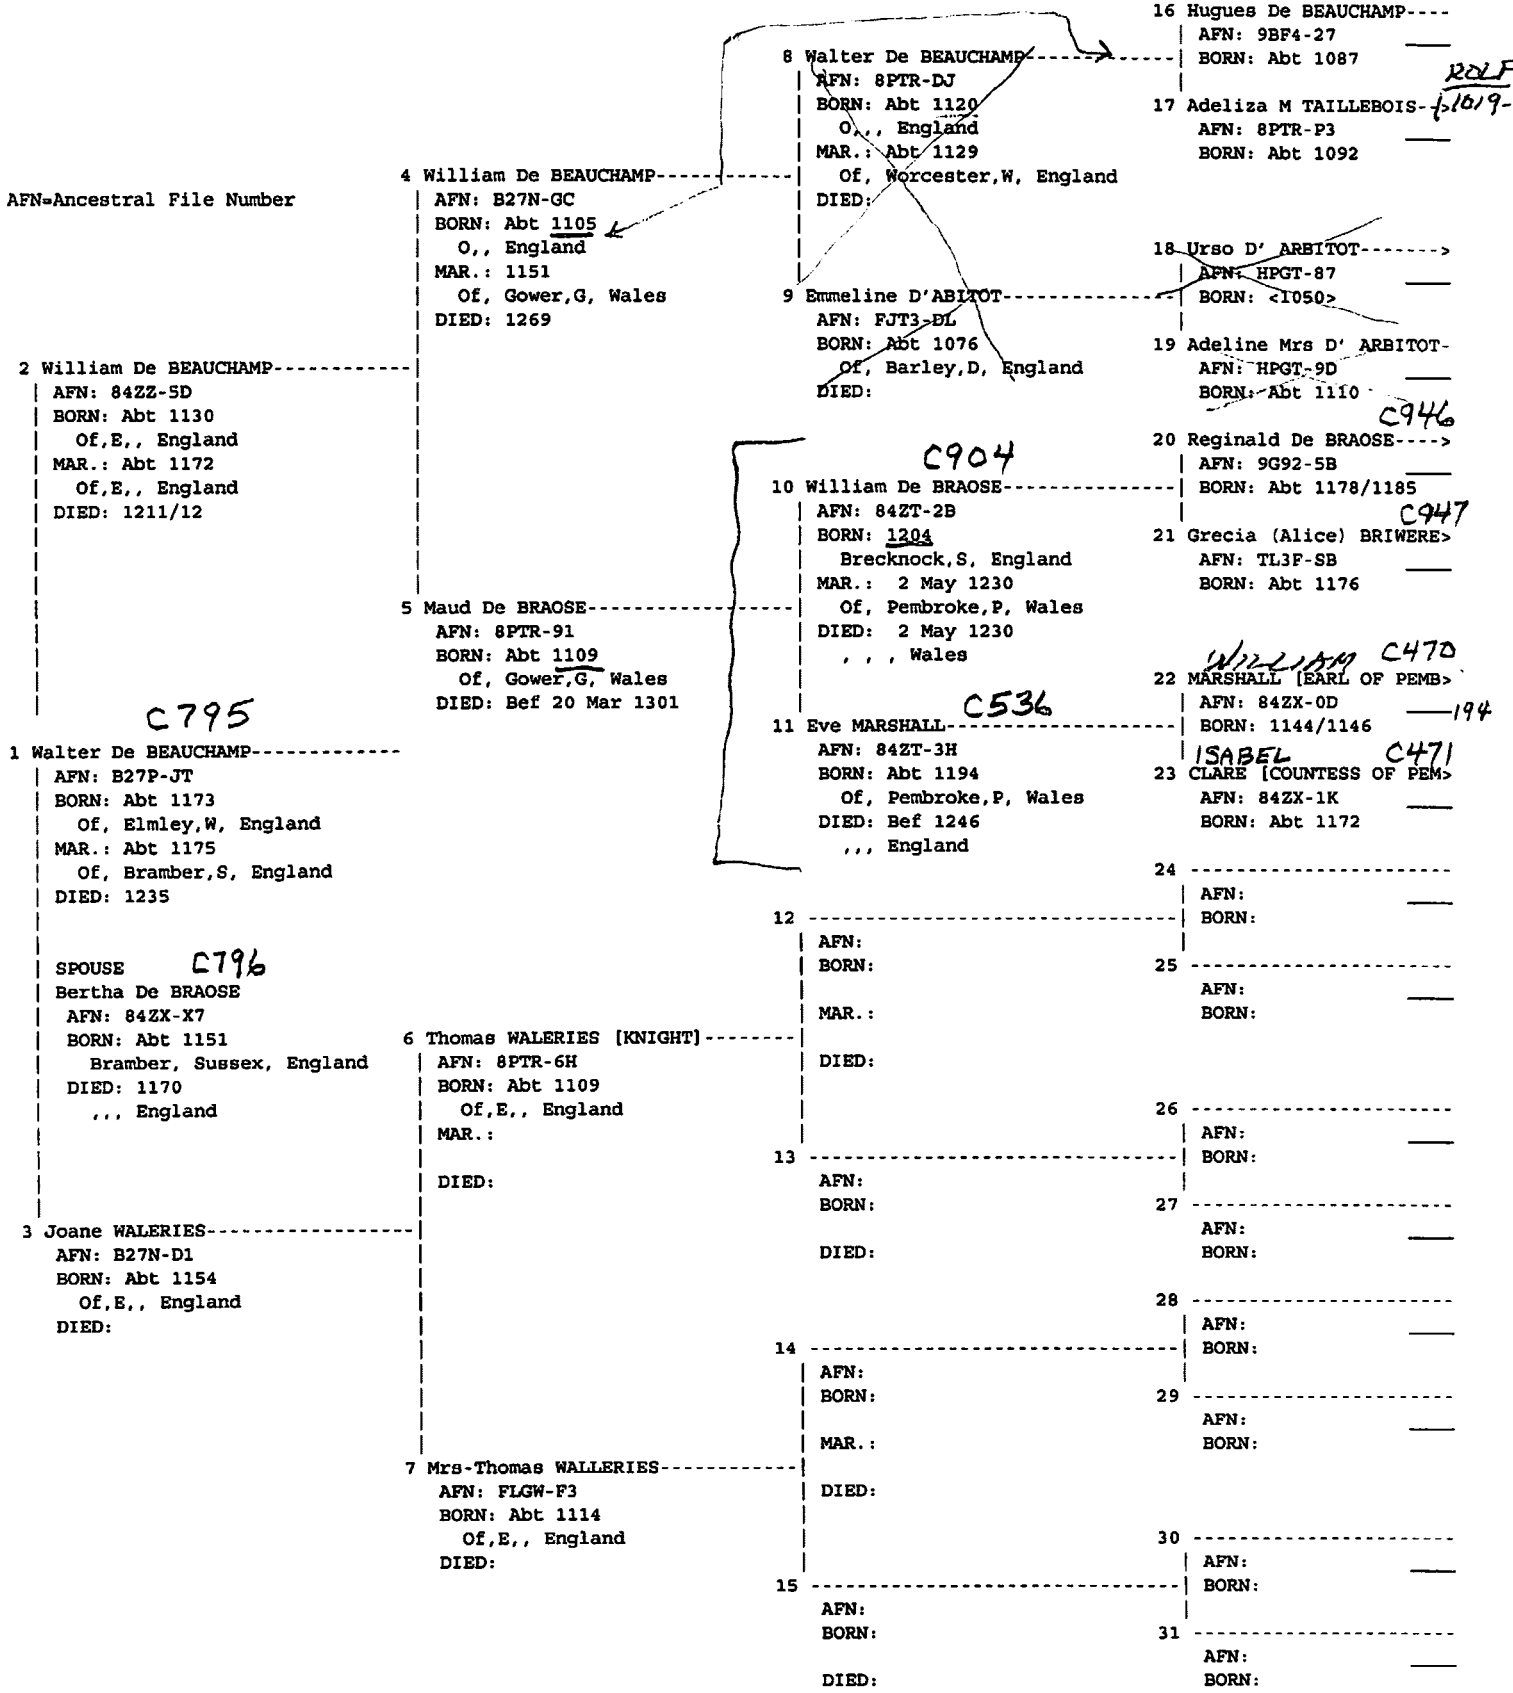 AFN=Ancestral File Number
C795
1 Walter De BEAUCHAMP
AFN: B27P-JT
BORN: Abt 1173
Of, Elmley,W, England
MAR.: Abt 1175
Of, Bramber,S, England
DIED: 1235
SPOUSE C796
Bertha De BRAOSE
AFN: 84ZX-X7
BORN: Abt 1151
Bramber, Sussex, England
DIED: 1170
,,, England
2 William De BEAUCHAMP
AFN: 84ZZ-5D
BORN: Abt 1130
Of,E,, England
MAR.: Abt 1172
Of,E,, England
DIED: 1211/12
3 Joane WALERIES
AFN: B27N-D1
BORN: Abt 1154
Of,E,, England
DIED:
4 William De BEAUCHAMP
AFN: B27N-GC
BORN: Abt 1105
O,, England
MAR.: 1151
Of, Gower,G, Wales
DIED: 1269
5 Maud De BRAOSE
AFN: 8PTR-91
BORN: Abt 1109
Of, Gower,G, Wales
DIED: Bef 20 Mar 1301
6 Thomas WALERIES [KNIGHT]
AFN: 8PTR-6H
BORN: Abt 1109
Of,E,, England
MAR.:
DIED:
7 Mrs-Thomas WALLERIES
AFN: FLGW-F3
BORN: Abt 1114
Of,E,, England
DIED:
8 Walter De BEAUCHAMP
AFN: 8PTR-DJ
BORN: Abt 1120
O,,, England
MAR.: Abt 1129
Of, Worcester,W, England
DIED:
9 Emmeline D'ABITOT
AFN: FJT3-DL
BORN: Abt 1076
Of, Barley,D, England
DIED:
C904
10 William De BRAOSE
AFN: 84ZT-2B
BORN: 1204
Brecknock,S, England
MAR.: 2 May 1230
Of, Pembroke,P, Wales
DIED: 2 May 1230
, , , Wales
11 Eve MARSHALL C536
AFN: 84ZT-3H
BORN: Abt 1194
Of, Pembroke,P, Wales
DIED: Bef 1246
,,, England
12
AFN:
BORN:
MAR.:
DIED:
13
AFN:
BORN:
DIED:
14
AFN:
BORN:
MAR.:
DIED:
15
AFN:
BORN:
DIED:
16 Hugues De BEAUCHAMP
AFN: 9BF4-27
BORN: Abt 1087
ROLF
17 Adeliza M TAILLEBOIS-> 1019-
AFN: 8PTR-P3
BORN: Abt 1092
18 Urso D' ARBITOT>
AFN: HPGT-87
BORN: <1050>
19 Adeline Mrs D' ARBITOT-
AFN: HPGT-9D
BORN: Abt 1110
C946
20 Reginald De BRAOSE>
AFN: 9G92-5B
BORN: Abt 1178/1185
C947
21 Grecia (Alice) BRIWERE>
AFN: TL3F-SB
BORN: Abt 1176
WILLIAM C470
22 MARSHALL [EARL OF PEMB>
AFN: 84ZX-0D
194
BORN: 1144/1146
ISABEL C471
23 CLARE [COUNTESS OF PEM>
AFN: 84ZX-1K
BORN: Abt 1172
24
AFN:
BORN:
25
AFN:
BORN:
26
AFN:
BORN:
27
AFN:
BORN:
28
AFN:
BORN:
29
AFN:
BORN:
30
AFN:
BORN:
31
AFN:
BORN: